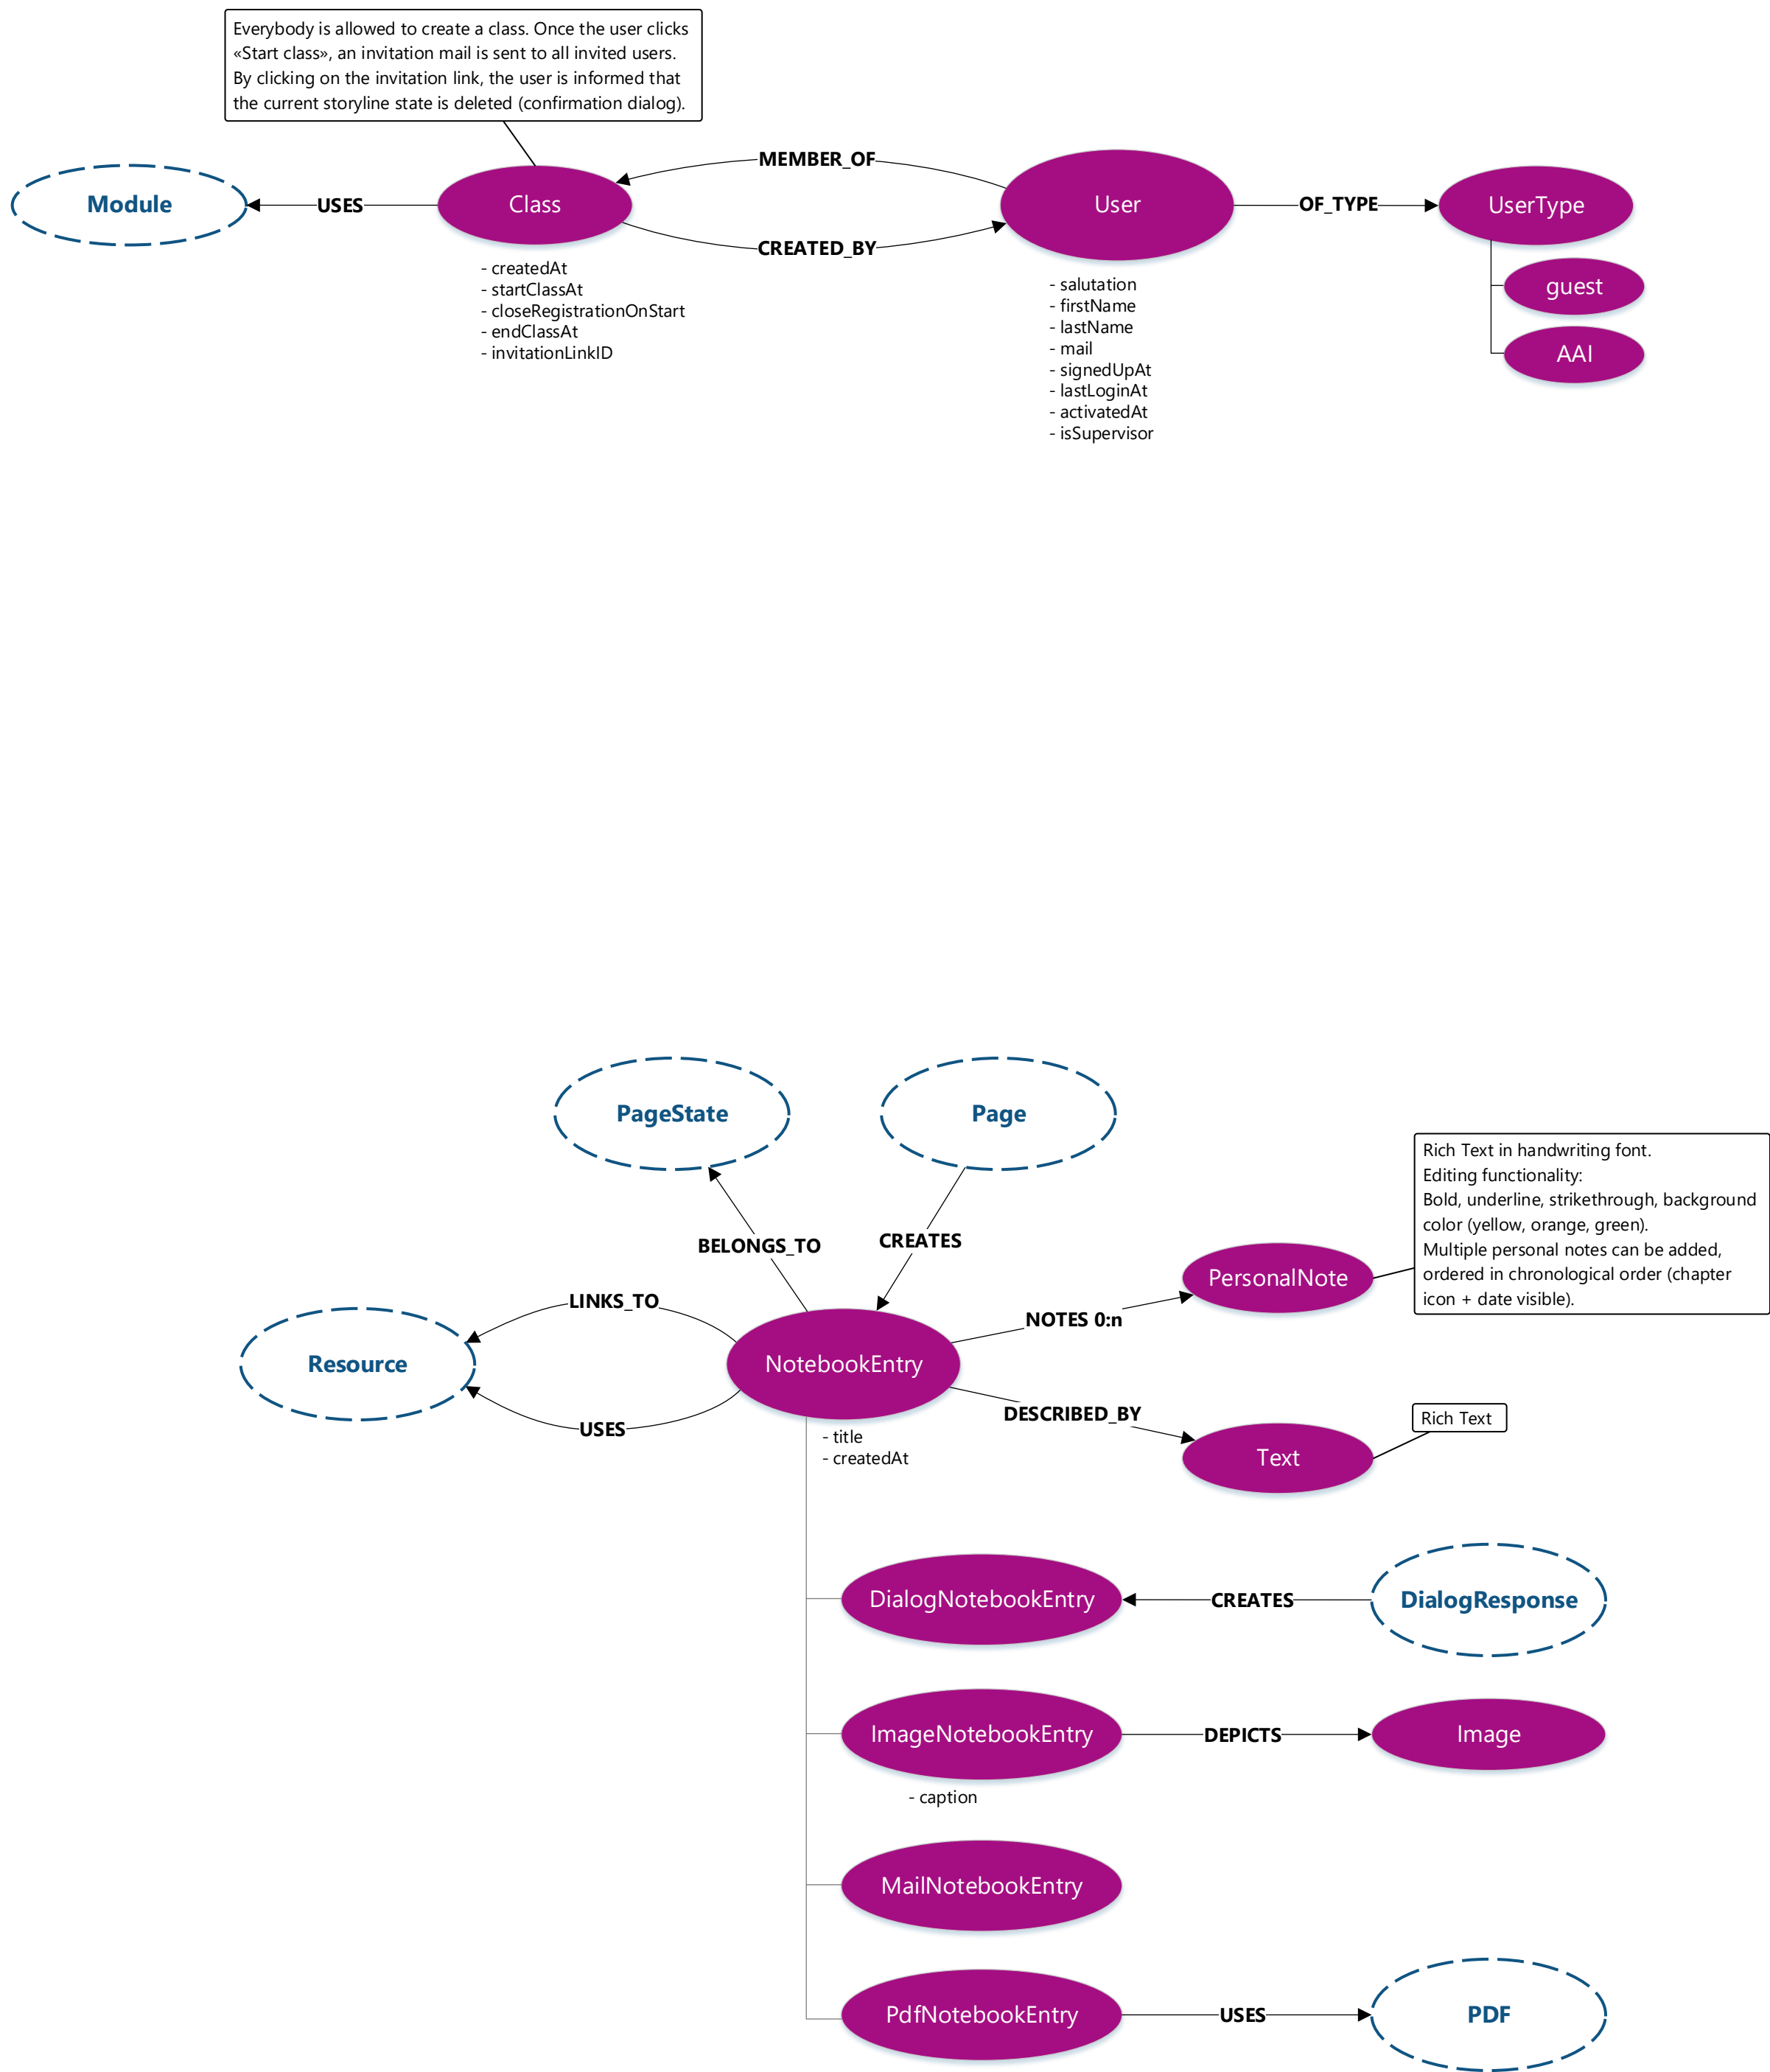 Everybody is allowed to create a class. Once the user clicks
«Start class», an invitation mail is sent to all invited users.
By clicking on the invitation link, the user is informed that
the current storyline state is deleted (confirmation dialog).
MEMBER_OF
Module
USES
Class
User
OF_TYPE
UserType
CREATED_BY
- createdAt
- startClassAt
- closeRegistrationOnStart
- endClassAt
- invitationLinkID
- salutation
- firstName
- lastName
- mail
- signedUpAt
- lastLoginAt
- activatedAt
- isSupervisor
guest
AAI
PageState
Page
BELONGS_TO
CREATES
Rich Text in handwriting font.
Editing functionality:
Bold, underline, strikethrough, background
color (yellow, orange, green).
Multiple personal notes can be added,
ordered in chronological order (chapter
icon + date visible).
PersonalNote
LINKS_TO
NOTES 0:n
Resource
NotebookEntry
USES
DESCRIBED_BY
Rich Text
- title
- createdAt
Text
DialogNotebookEntry
CREATES
DialogResponse
ImageNotebookEntry
DEPICTS
Image
- caption
MailNotebookEntry
PdfNotebookEntry
USES
PDF